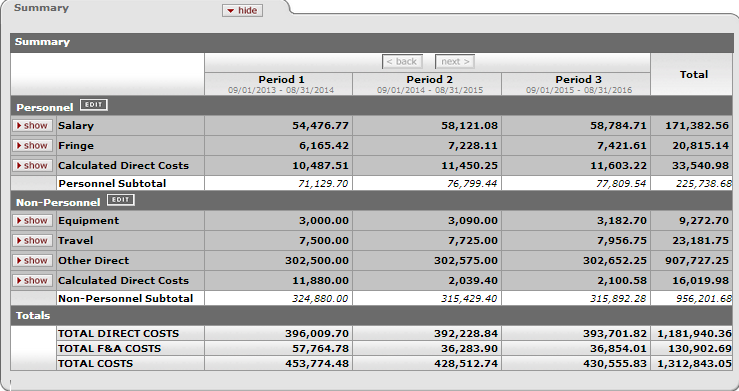 Summary
hide
Summary
< back next >
Period 1 Period 2 Period 3 Total
09/01/2013 - 08/31/2014 09/01/2014 - 08/31/2015 09/01/2015 - 08/31/2016
Personnel EDIT
show Salary 54,476.77 58,121.08 58,784.71 171,382.56
show Fringe 6,165.42 7,228.11 7,421.61 20,815.14
show Calculated Direct Costs 10,487.51 11,450.25 11,603.22 33,540.98
Personnel Subtotal 71,129.70 76,799.44 77,809.54 225,738.68
Non-Personnel EDIT
show Equipment 3,000.00 3,090.00 3,182.70 9,272.70
show Travel 7,500.00 7,725.00 7,956.75 23,181.75
show Other Direct 302,500.00 302,575.00 302,652.25 907,727.25
show Calculated Direct Costs 11,880.00 2,039.40 2,100.58 16,019.98
Non-Personnel Subtotal 324,880.00 315,429.40 315,892.28 956,201.68
Totals
TOTAL DIRECT COSTS 396,009.70 392,228.84 393,701.82 1,181,940.36
TOTAL F&A COSTS 57,764.78 36,283.90 36,854.01 130,902.69
TOTAL COSTS 453,774.48 428,512.74 430,555.83 1,312,843.05